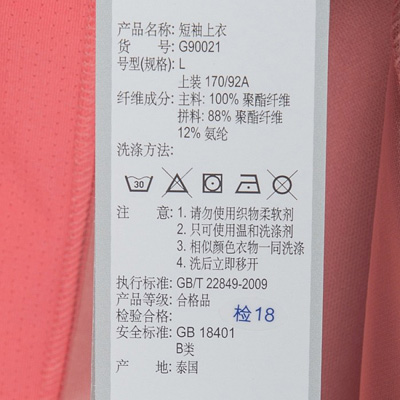 产品名称: 短袖上衣
货 号: G90021
号型(规格): L
上装 170/92A
纤维成分: 主料: 100% 聚酯纤维
拼料: 88% 聚酯纤维
12% 氨纶
洗涤方法:
30
注 意: 1. 请勿使用织物柔软剂
2. 只可使用温和洗涤剂
3. 相似颜色衣物一同洗涤
4. 洗后立即移开
执行标准: GB/T 22849-2009
产品等级: 合格品
检验合格: 检18
安全标准: GB 18401
B类
产 地: 泰国